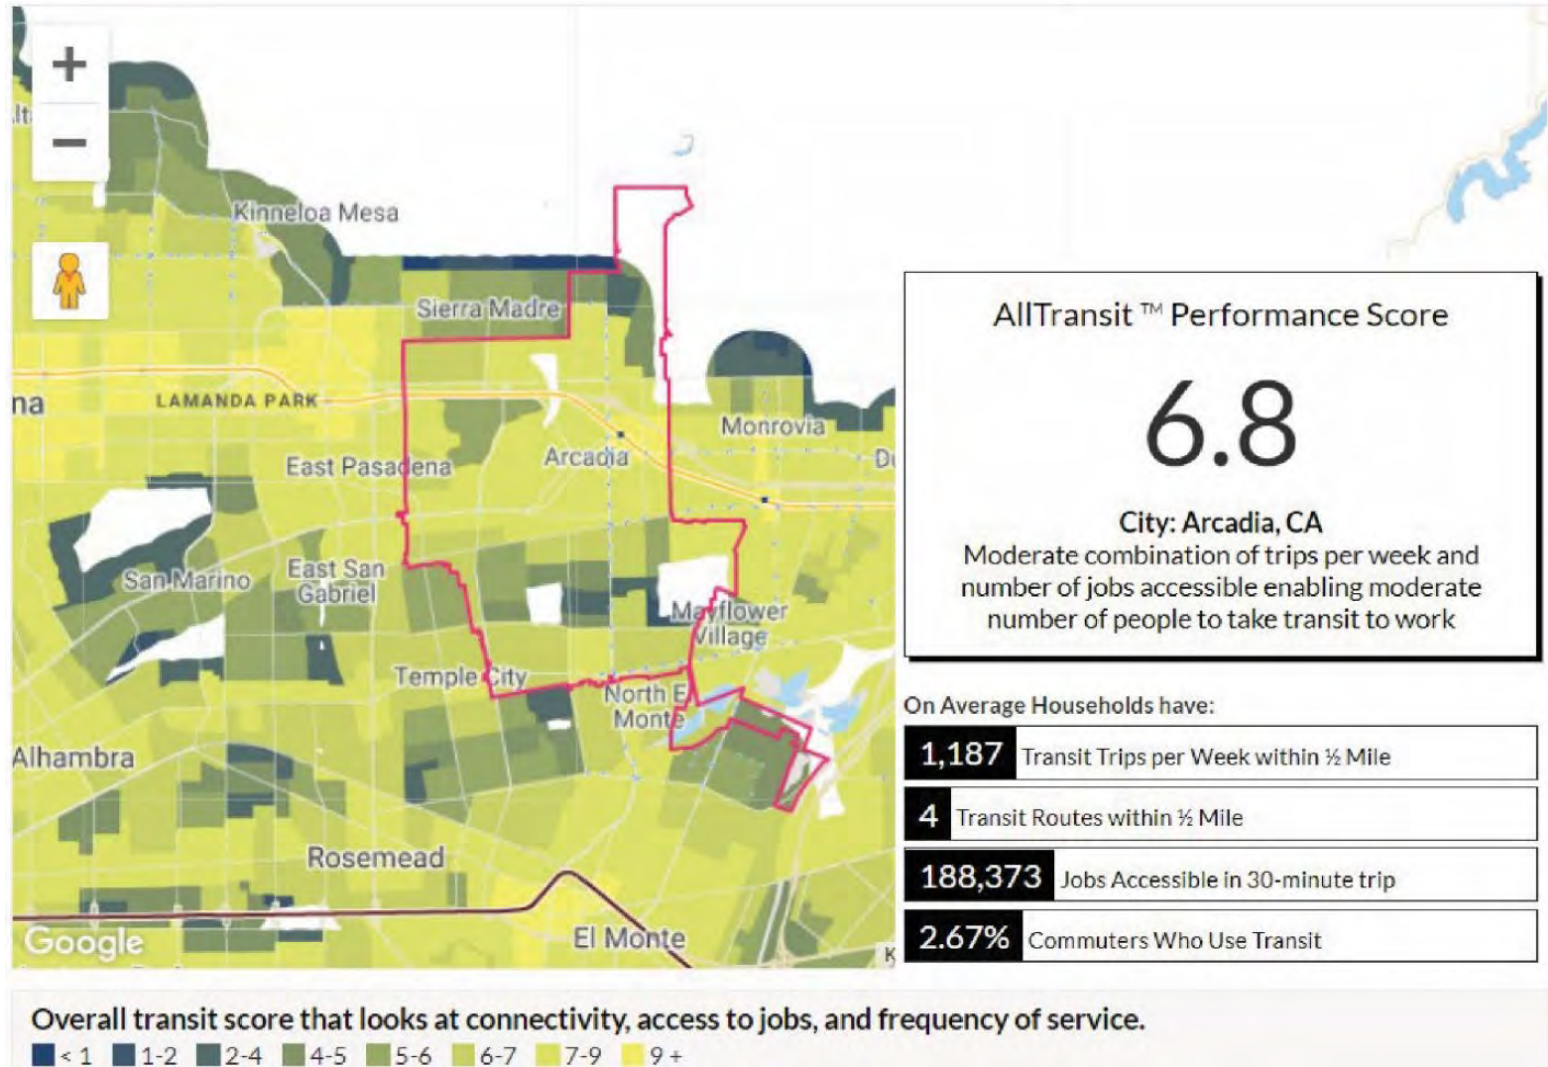 +
−
Kinneloa Mesa
Sierra Madre
na
LAMANDA PARK
Monrovia
East Pasadena
Arcadia
San Marino
East San
Gabriel
Mayflower
Village
Temple City
North E
Monte
Alhambra
Rosemead
El Monte
Google
K
AllTransit ™ Performance Score
6.8
City: Arcadia, CA
Moderate combination of trips per week and
number of jobs accessible enabling moderate
number of people to take transit to work
On Average Households have:
1,187 Transit Trips per Week within ½ Mile
4 Transit Routes within ½ Mile
188,373 Jobs Accessible in 30-minute trip
2.67% Commuters Who Use Transit
Overall transit score that looks at connectivity, access to jobs, and frequency of service.
< 1 1-2 2-4 4-5 5-6 6-7 7-9 9 +